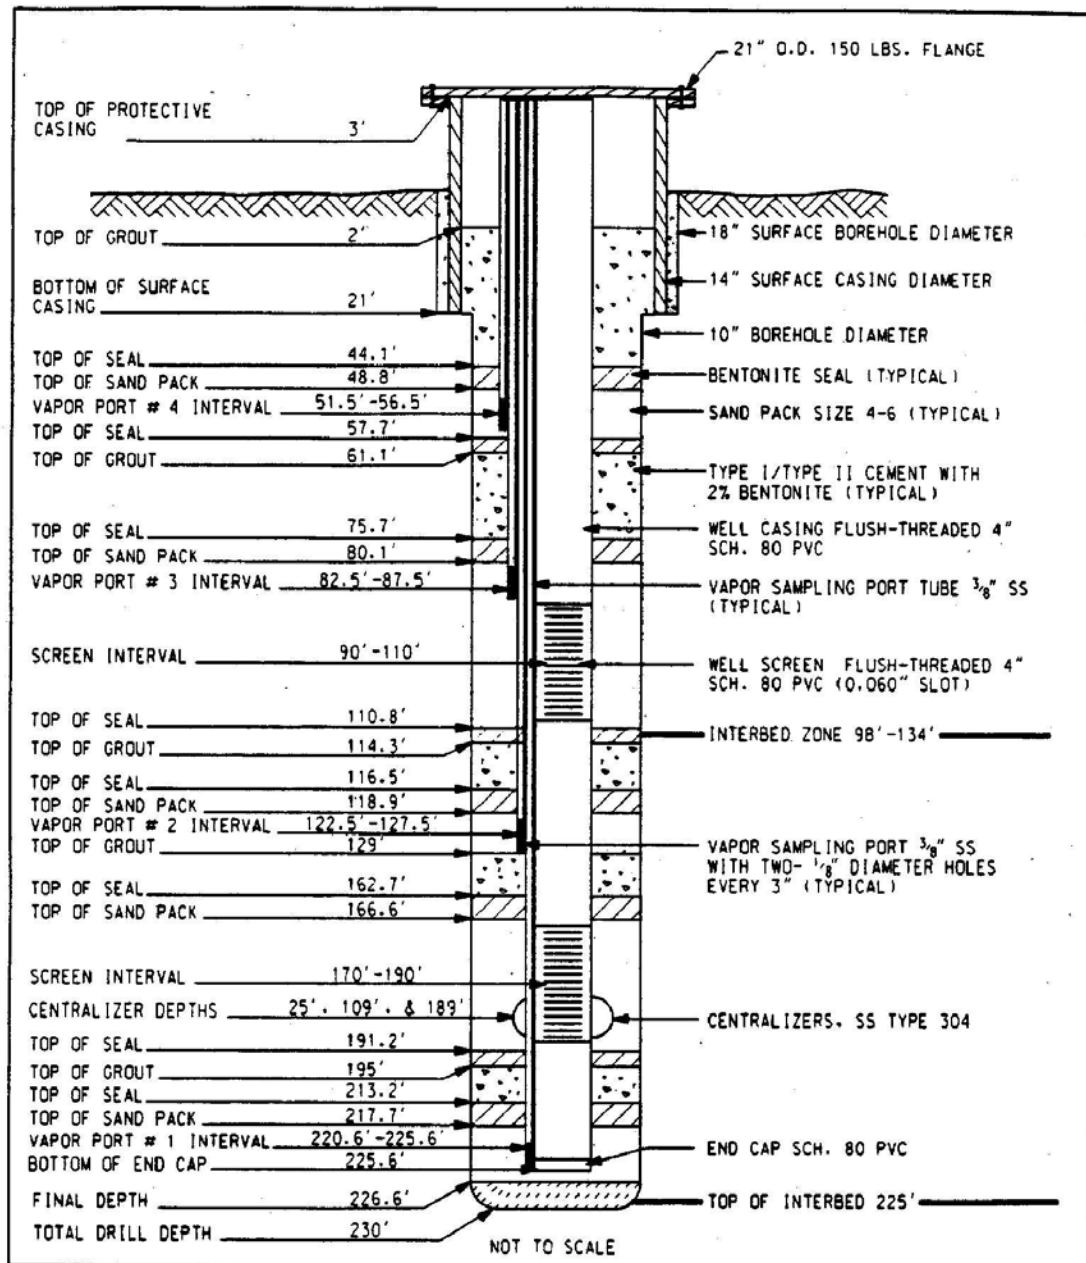 21" O.D. 150 LBS. FLANGE
TOP OF PROTECTIVE
CASING 3'
TOP OF GROUT 2'
18" SURFACE BOREHOLE DIAMETER
BOTTOM OF SURFACE
CASING 21'
14" SURFACE CASING DIAMETER
10" BOREHOLE DIAMETER
TOP OF SEAL 44.1'
TOP OF SAND PACK 48.8'
BENTONITE SEAL (TYPICAL)
VAPOR PORT # 4 INTERVAL 51.5'-56.5'
SAND PACK SIZE 4-6 (TYPICAL)
TOP OF SEAL 57.7'
TOP OF GROUT 61.1'
TYPE I/TYPE II CEMENT WITH
2% BENTONITE (TYPICAL)
TOP OF SEAL 75.7'
WELL CASING FLUSH-THREADED 4"
SCH. 80 PVC
TOP OF SAND PACK 80.1'
VAPOR PORT # 3 INTERVAL 82.5'-87.5'
VAPOR SAMPLING PORT TUBE 3/8" SS
(TYPICAL)
SCREEN INTERVAL 90'-110'
WELL SCREEN FLUSH-THREADED 4"
SCH. 80 PVC (0.060" SLOT)
TOP OF SEAL 110.8'
INTERBED ZONE 98'-134'
TOP OF GROUT 114.3'
TOP OF SEAL 116.5'
TOP OF SAND PACK 118.9'
VAPOR PORT # 2 INTERVAL 122.5'-127.5'
TOP OF GROUT 129'
VAPOR SAMPLING PORT 3/8" SS
WITH TWO- 1/8" DIAMETER HOLES
EVERY 3" (TYPICAL)
TOP OF SEAL 162.7'
TOP OF SAND PACK 166.6'
SCREEN INTERVAL 170'-190'
CENTRALIZER DEPTHS 25'. 109'. & 189'
CENTRALIZERS. SS TYPE 304
TOP OF SEAL 191.2'
TOP OF GROUT 195'
TOP OF SEAL 213.2'
TOP OF SAND PACK 217.7'
VAPOR PORT # 1 INTERVAL 220.6'-225.6'
END CAP SCH. 80 PVC
BOTTOM OF END CAP 225.6'
FINAL DEPTH 226.6'
TOP OF INTERBED 225'
TOTAL DRILL DEPTH 230'
NOT TO SCALE